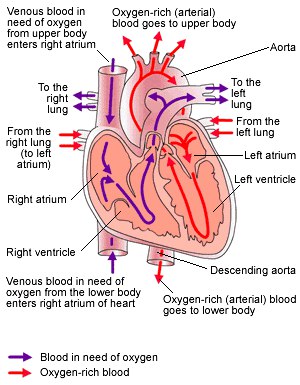 Venous blood in
need of oxygen
from upper body
enters right atrium
Oxygen-rich (arterial)
blood goes to upper body
Aorta
To the
right
lung
To the
left
lung
From the
right lung
(to left
atrium)
From the
left lung
Left atrium
Left ventricle
Right atrium
Right ventricle
Descending aorta
Venous blood in need of
oxygen from the lower body
enters right atrium of heart
Oxygen-rich (arterial) blood
goes to lower body
Blood in need of oxygen
Oxygen-rich blood